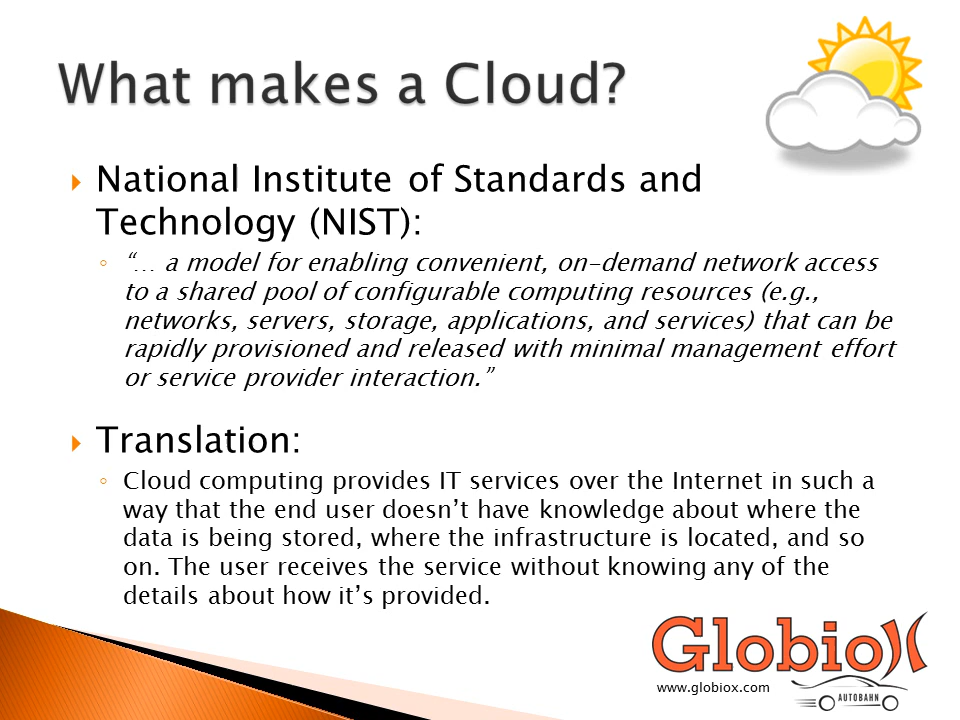 What makes a Cloud?
National Institute of Standards and
Technology (NIST):
“… a model for enabling convenient, on-demand network access
to a shared pool of configurable computing resources (e.g.,
networks, servers, storage, applications, and services) that can be
rapidly provisioned and released with minimal management effort
or service provider interaction.”
Translation:
Cloud computing provides IT services over the Internet in such a
way that the end user doesn’t have knowledge about where the
data is being stored, where the infrastructure is located, and so
on. The user receives the service without knowing any of the
details about how it’s provided.
Globiox
www.globiox.com
AUTOBAHN